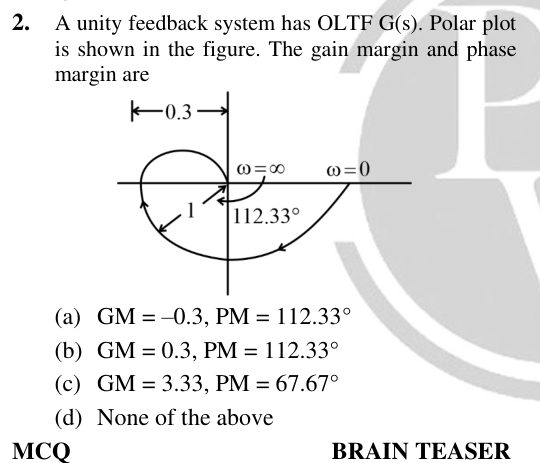 2. A unity feedback system has OLTF G(s). Polar plot
is shown in the figure. The gain margin and phase
margin are
0.3
ω=∞ ω=0
1 112.33°
(a) GM = –0.3, PM = 112.33°
(b) GM = 0.3, PM = 112.33°
(c) GM = 3.33, PM = 67.67°
(d) None of the above
MCQ BRAIN TEASER